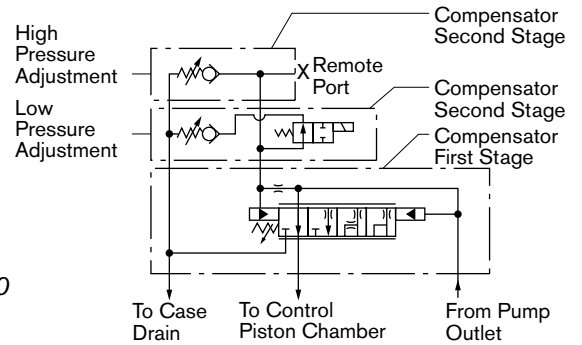 High
Pressure
Adjustment
Compensator
Second Stage
X Remote
Port
Low
Pressure
Adjustment
Compensator
Second Stage
Compensator
First Stage
0
To Case
Drain
To Control
Piston Chamber
From Pump
Outlet